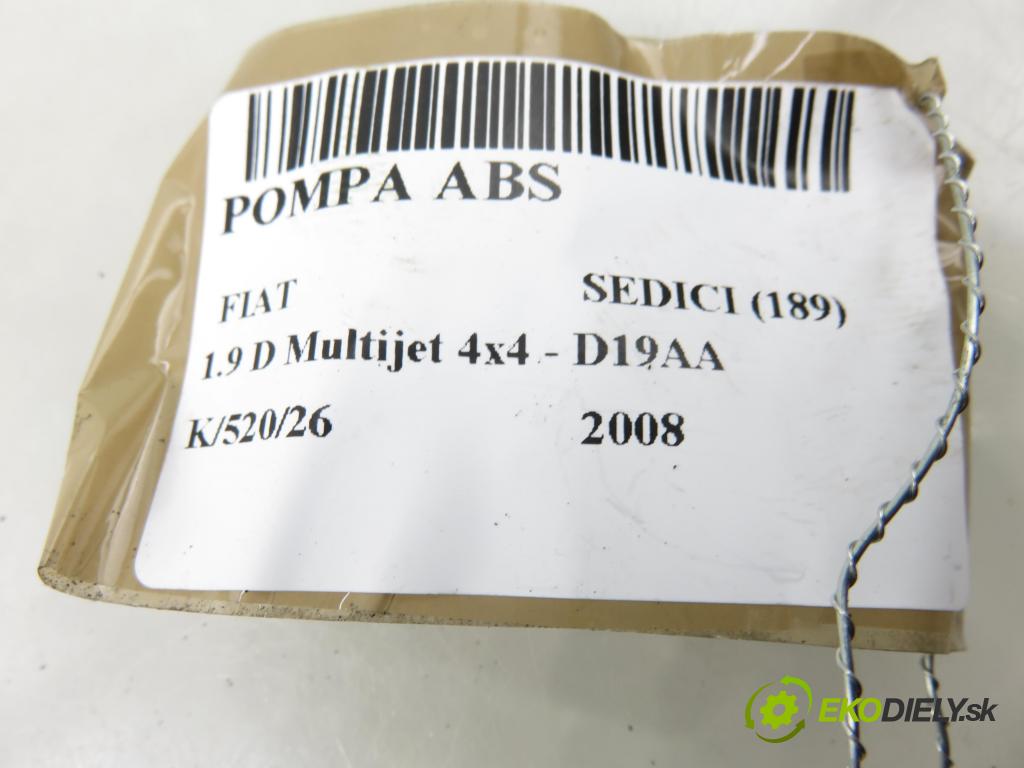 POMPA ABS
FIAT SEDICI (189)
1.9 D Multijet 4x4 - D19AA
K/520/26 2008
EKODIELY.sk